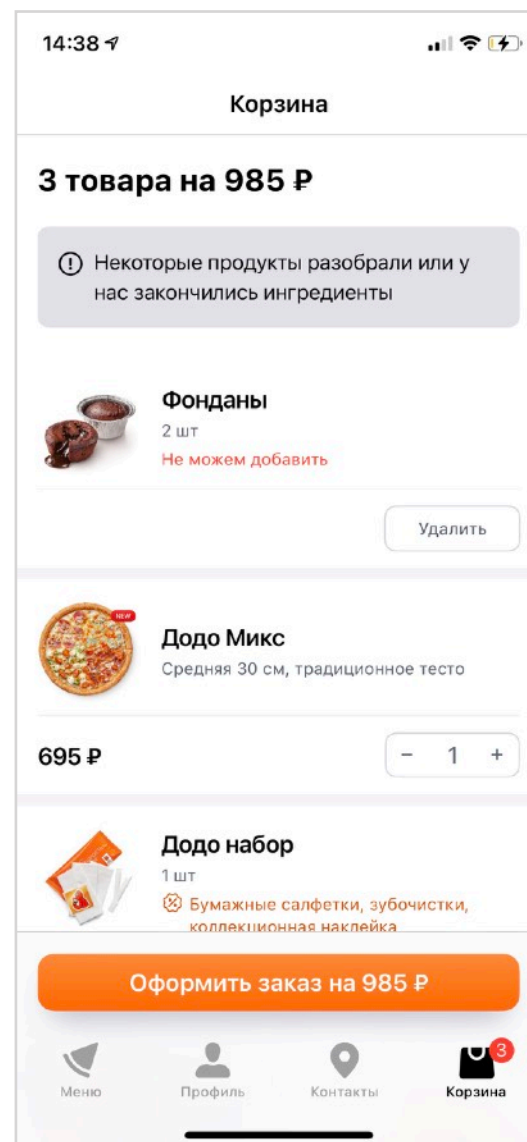 14:38
Корзина
3 товара на 985 ₽
Некоторые продукты разобрали или у
нас закончились ингредиенты
Фонданы
2 шт
Не можем добавить
Удалить
NEW
Додо Микс
Средняя 30 см, традиционное тесто
695 ₽
- 1 +
Додо набор
1 шт
Бумажные салфетки, зубочистки,
коллекционная наклейка
Оформить заказ на 985 ₽
3
Меню Профиль Контакты Корзина